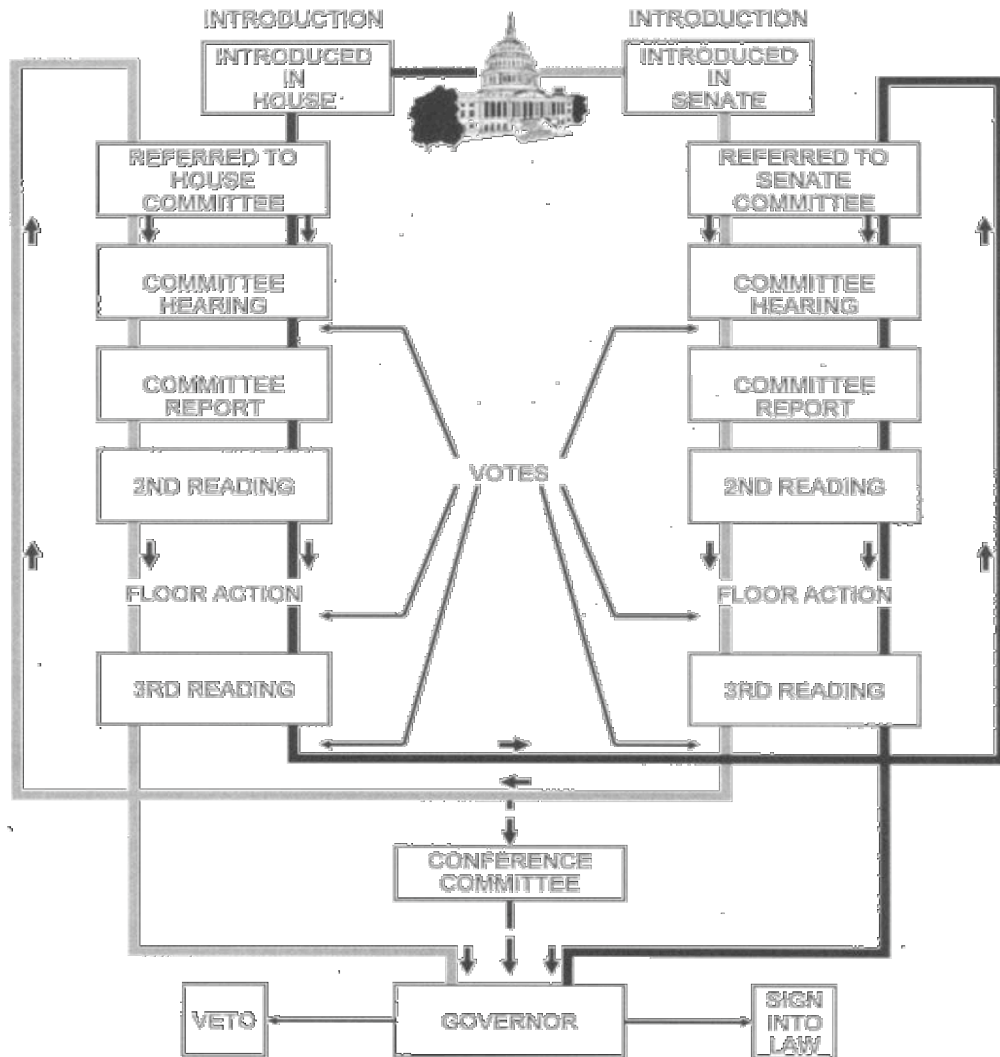 INTRODUCTION
INTRODUCED
IN
HOUSE
INTRODUCTION
INTRODUCED
IN
SENATE
REFERRED TO
HOUSE
COMMITTEE
COMMITTEE
HEARING
COMMITTEE
REPORT
2ND READING
FLOOR ACTION
3RD READING
VOTES
REFERRED TO
SENATE
COMMITTEE
COMMITTEE
HEARING
COMMITTEE
REPORT
2ND READING
FLOOR ACTION
3RD READING
CONFERENCE
COMMITTEE
VETO
GOVERNOR
SIGN
INTO
LAW